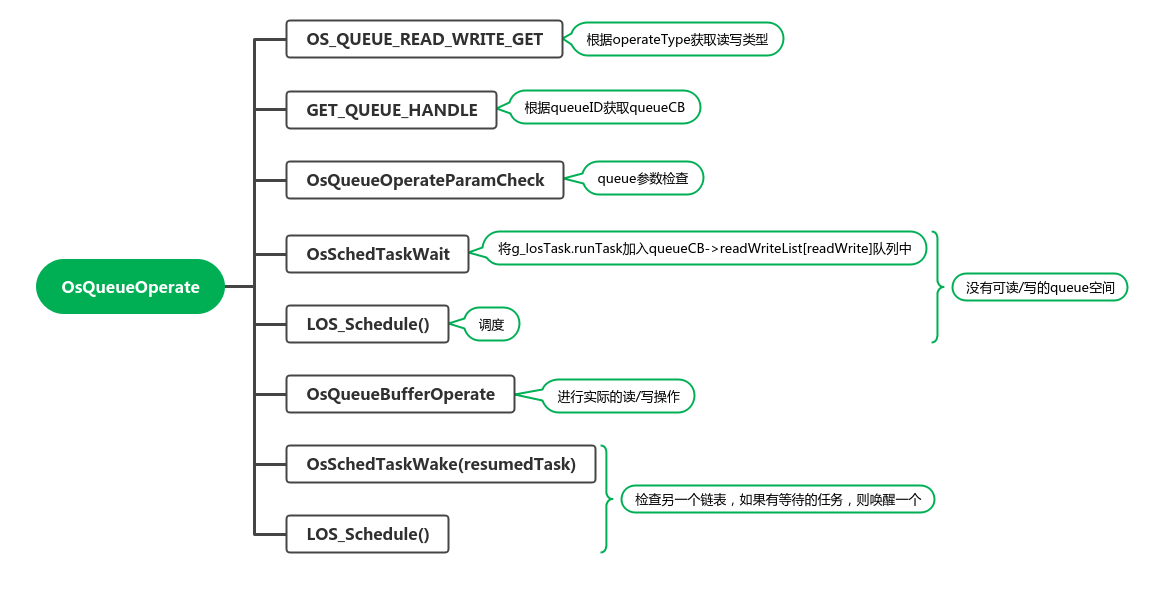 OsQueueOperate
OS_QUEUE_READ_WRITE_GET
根据operateType获取读写类型
GET_QUEUE_HANDLE
根据queueID获取queueCB
OsQueueOperateParamCheck
queue参数检查
OsSchedTaskWait
将g_losTask.runTask加入queueCB->readWriteList[readWrite]队列中
LOS_Schedule()
调度
没有可读/写的queue空间
OsQueueBufferOperate
进行实际的读/写操作
OsSchedTaskWake(resumedTask)
LOS_Schedule()
检查另一个链表，如果有等待的任务，则唤醒一个